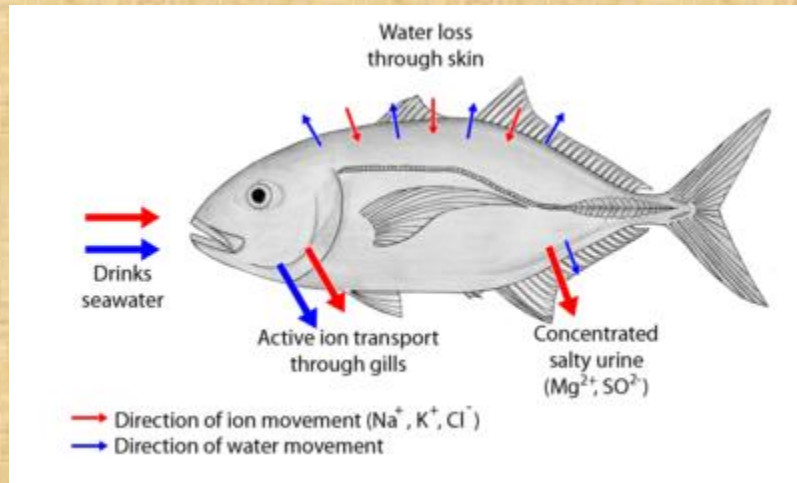 Water loss
through skin
Drinks
seawater
Active ion transport
through gills
Concentrated
salty urine
(Mg²⁺, SO²⁻)
Direction of ion movement (Na⁺, K⁺, Cl⁻)
Direction of water movement